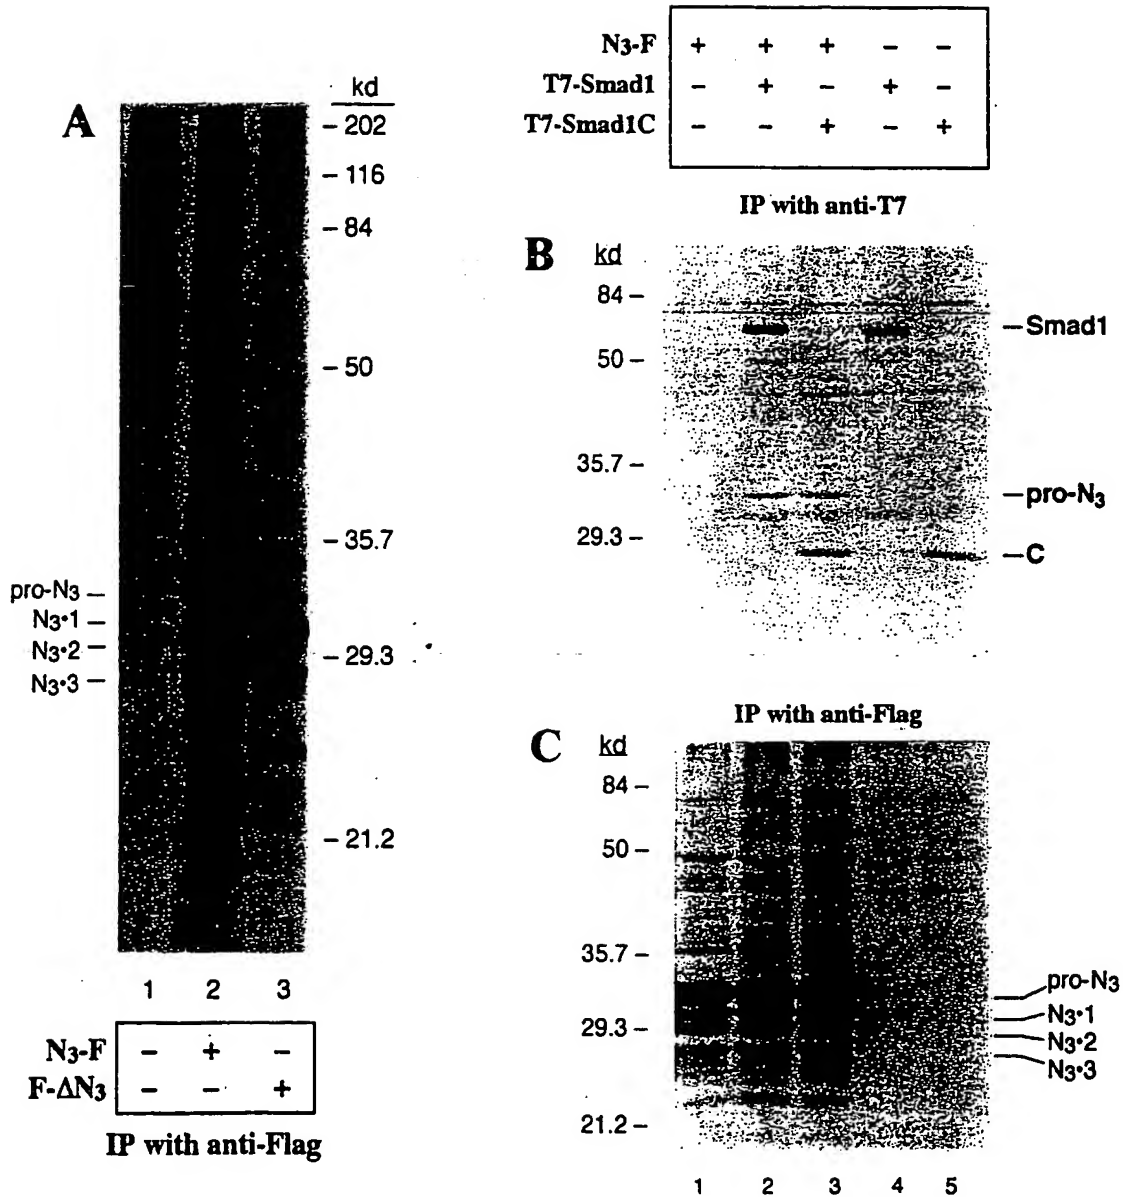 A
kd
– 202
– 116
– 84
– 50
– 35.7
– 29.3
– 21.2
pro-N3 –
N3•1 –
N3•2 –
N3•3 –
1 2 3
N3-F – + –
F-ΔN3 – – +
IP with anti-Flag
N3-F + + + – –
T7-Smad1 – + – + –
T7-Smad1C – – + – +
IP with anti-T7
B
kd
84 –
50 –
35.7 –
29.3 –
–Smad1
–pro-N3
–C
IP with anti-Flag
C
kd
84 –
50 –
35.7 –
29.3 –
21.2 –
pro-N3
N3•1
N3•2
N3•3
1 2 3 4 5